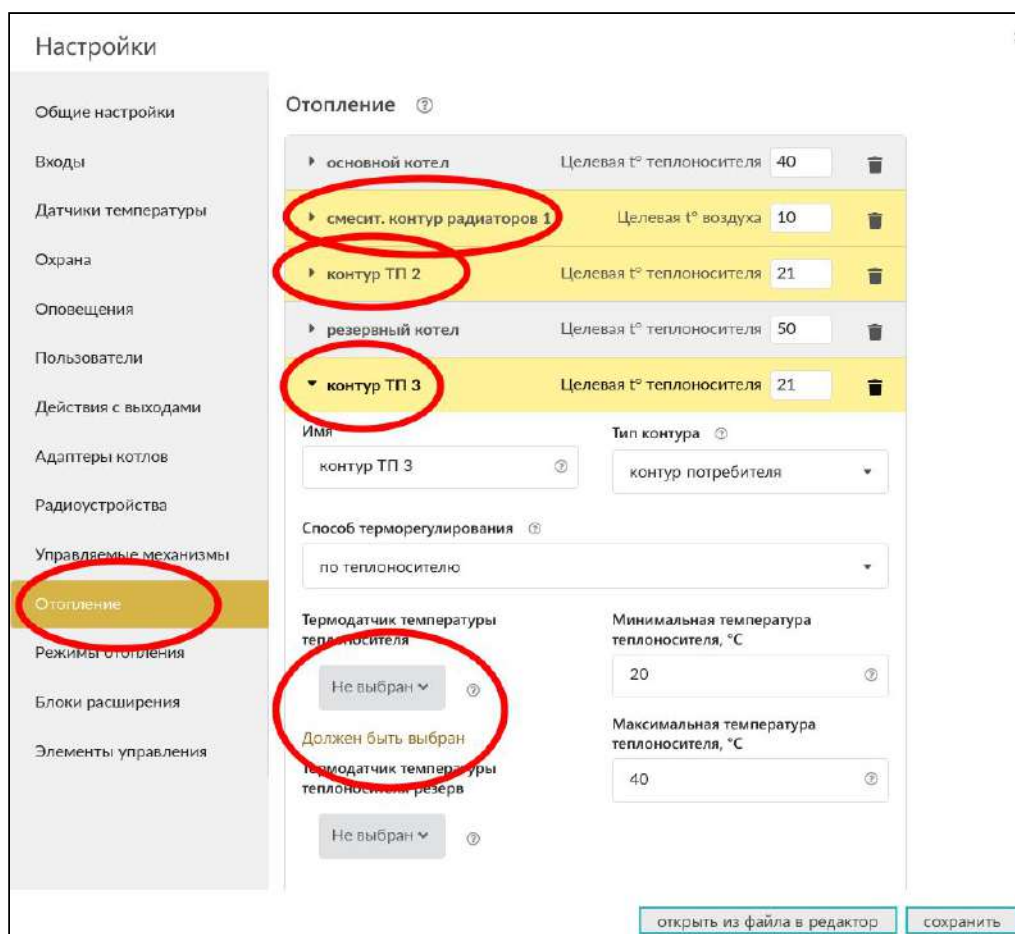 Настройки
Общие настройки
Входы
Датчики температуры
Охрана
Оповещения
Пользователи
Действия с выходами
Адаптеры котлов
Радиоустройства
Управляемые механизмы
Отопление
Режимы отопления
Блоки расширения
Элементы управления
Отопление
основной котел Целевая t° теплоносителя 40
смесит. контур радиаторов 1 Целевая t° воздуха 10
контур ТП 2 Целевая t° теплоносителя 21
резервный котел Целевая t° теплоносителя 50
контур ТП 3 Целевая t° теплоносителя 21
Имя
контур ТП 3
Тип контура
контур потребителя
Способ терморегулирования
по теплоносителю
Термодатчик температуры
теплоносителя
Не выбран
Должен быть выбран
Минимальная температура
теплоносителя, °C
20
Термодатчик температуры
теплоносителя резерв
Не выбран
Максимальная температура
теплоносителя, °C
40
открыть из файла в редактор
сохранить